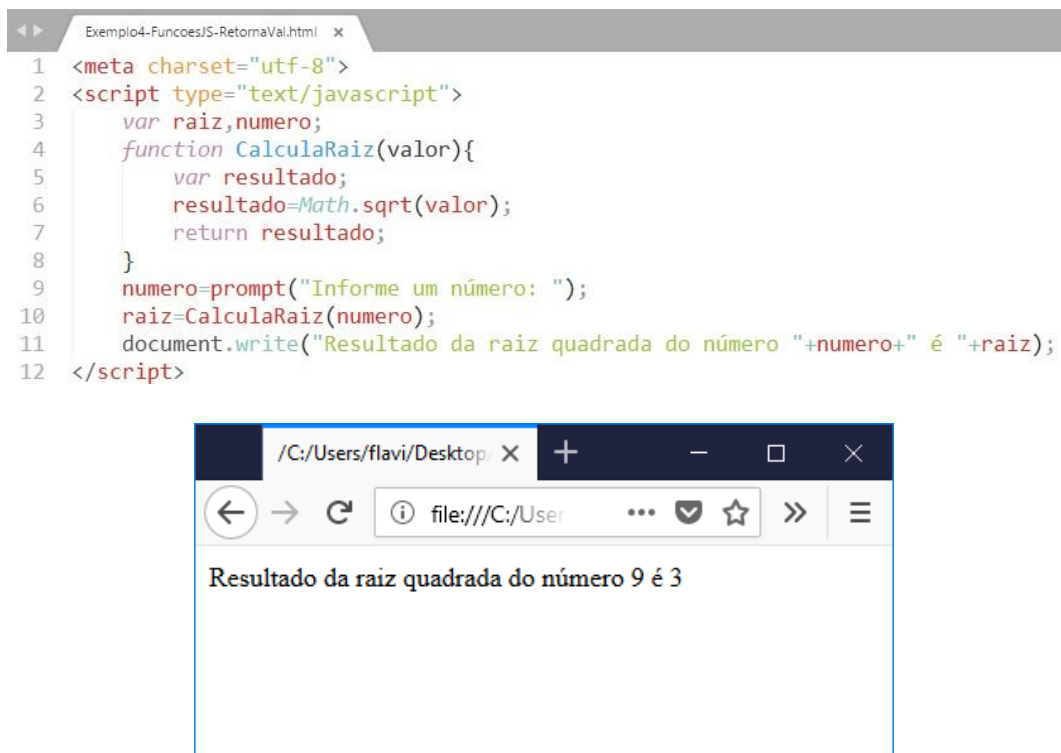 Exemplo4-FuncoesJS-RetornaVal.html ×
1 <meta charset="utf-8">
2 <script type="text/javascript">
3 var raiz,numero;
4 function CalculaRaiz(valor){
5 var resultado;
6 resultado=Math.sqrt(valor);
7 return resultado;
8 }
9 numero=prompt("Informe um número: ");
10 raiz=CalculaRaiz(numero);
11 document.write("Resultado da raiz quadrada do número "+numero+" é "+raiz);
12 </script>
/C:/Users/flavi/Desktop/
file:///C:/User
Resultado da raiz quadrada do número 9 é 3